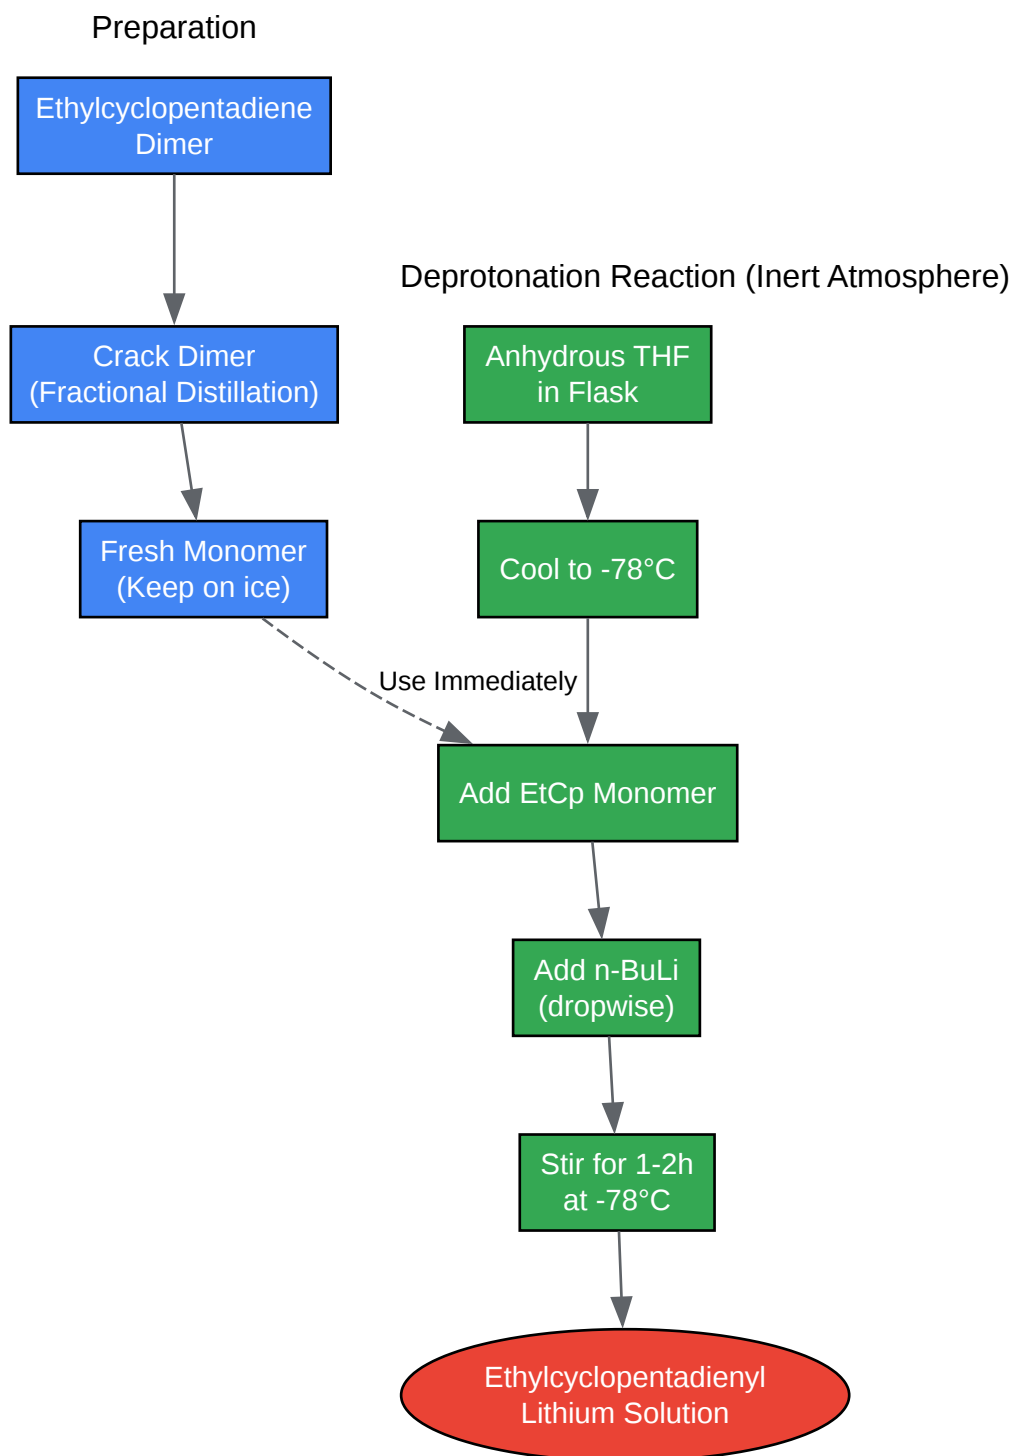 Preparation
Ethylcyclopentadiene
Dimer
Deprotonation Reaction (Inert Atmosphere)
Crack Dimer
(Fractional Distillation)
Anhydrous THF
in Flask
Fresh Monomer
(Keep on ice)
Cool to -78°C
Use Immediately
Add EtCp Monomer
Add n-BuLi
(dropwise)
Stir for 1-2h
at -78°C
Ethylcyclopentadienyl
Lithium Solution